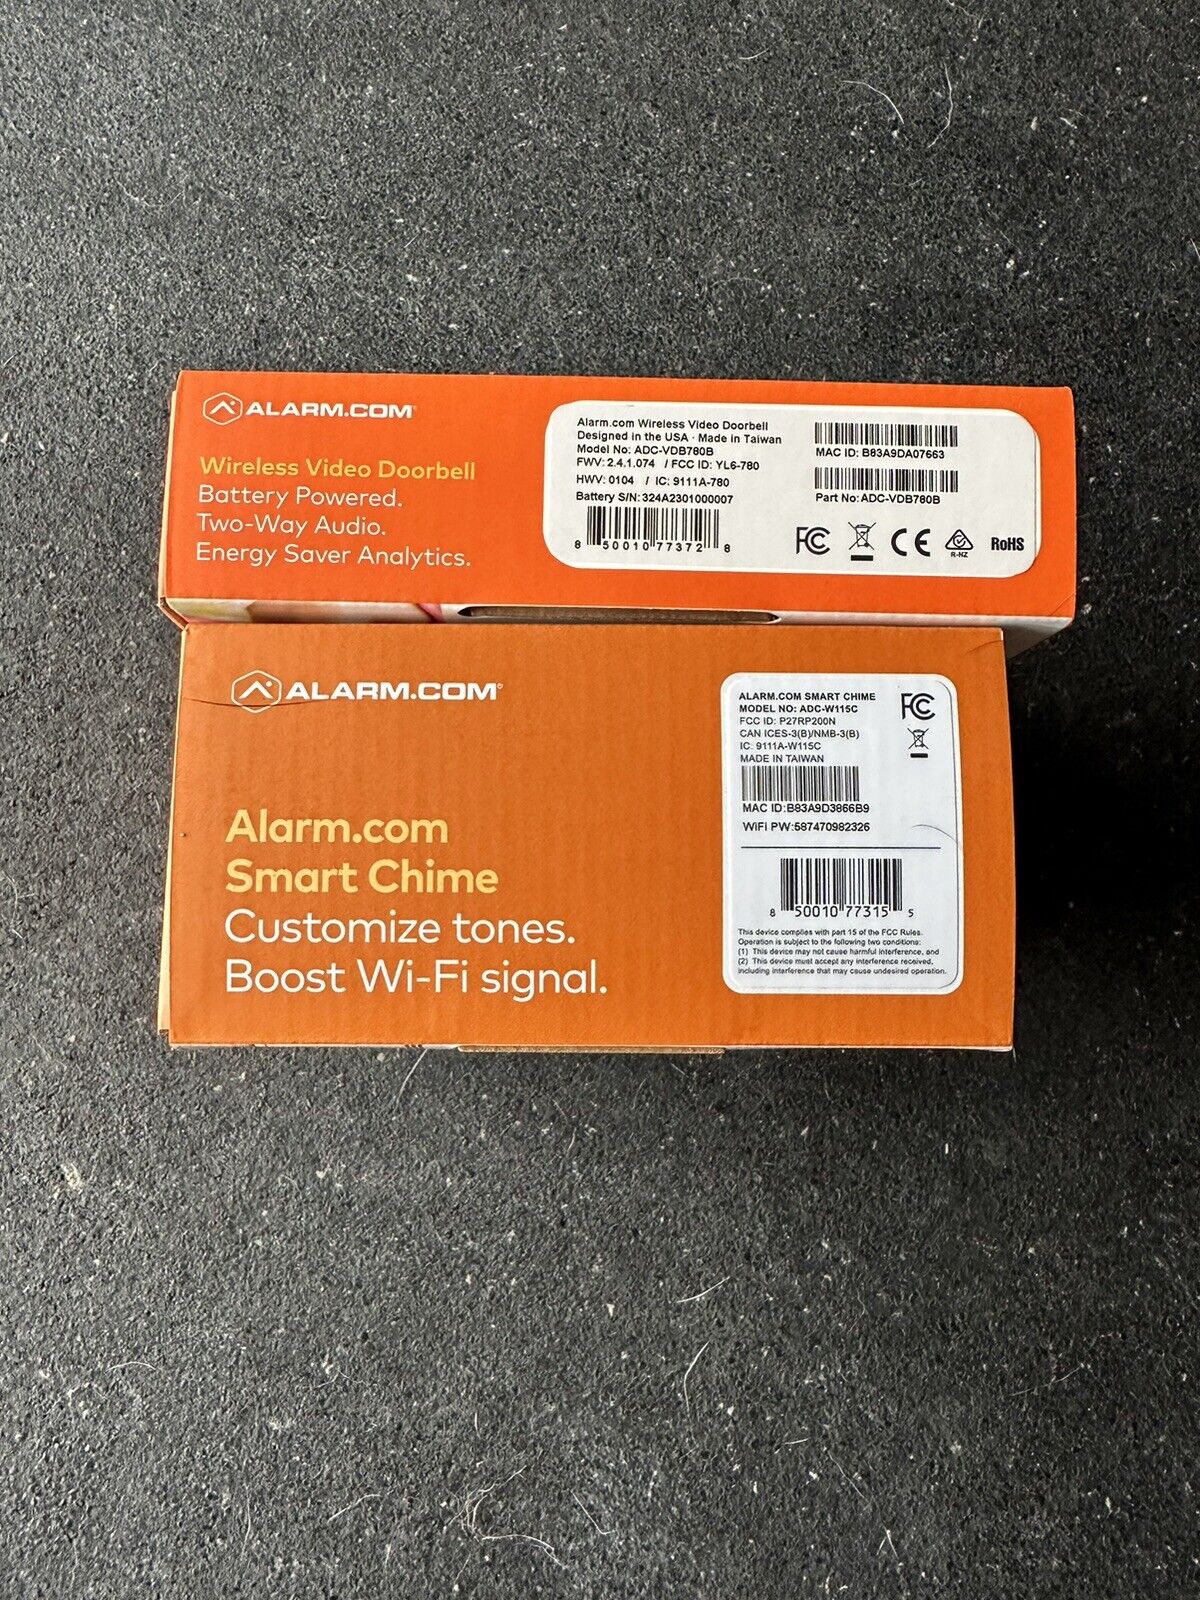 ALARM.COM
Wireless Video Doorbell
Battery Powered.
Two-Way Audio.
Energy Saver Analytics.
Alarm.com Wireless Video Doorbell
Designed in the USA · Made in Taiwan
Model No: ADC-VDB780B
FWV: 2.4.1.074 / FCC ID: YL6-780
HWV: 0104 / IC: 9111A-780
Battery S/N: 324A2301000007
8 50010 77372 8
MAC ID: B83A9DA07663
Part No: ADC-VDB780B
FC CE R-NZ RoHS
ALARM.COM®
Alarm.com
Smart Chime
Customize tones.
Boost Wi-Fi signal.
ALARM.COM SMART CHIME
MODEL NO: ADC-W115C
FCC ID: P27RP200N
CAN ICES-3(B)/NMB-3(B)
IC: 9111A-W115C
MADE IN TAIWAN
FC
MAC ID:B83A9D3866B9
WiFi PW:587470982326
8 50010 77315 5
This device complies with part 15 of the FCC Rules.
Operation is subject to the following two conditions:
(1) This device may not cause harmful interference, and
(2) This device must accept any interference received,
including interference that may cause undesired operation.